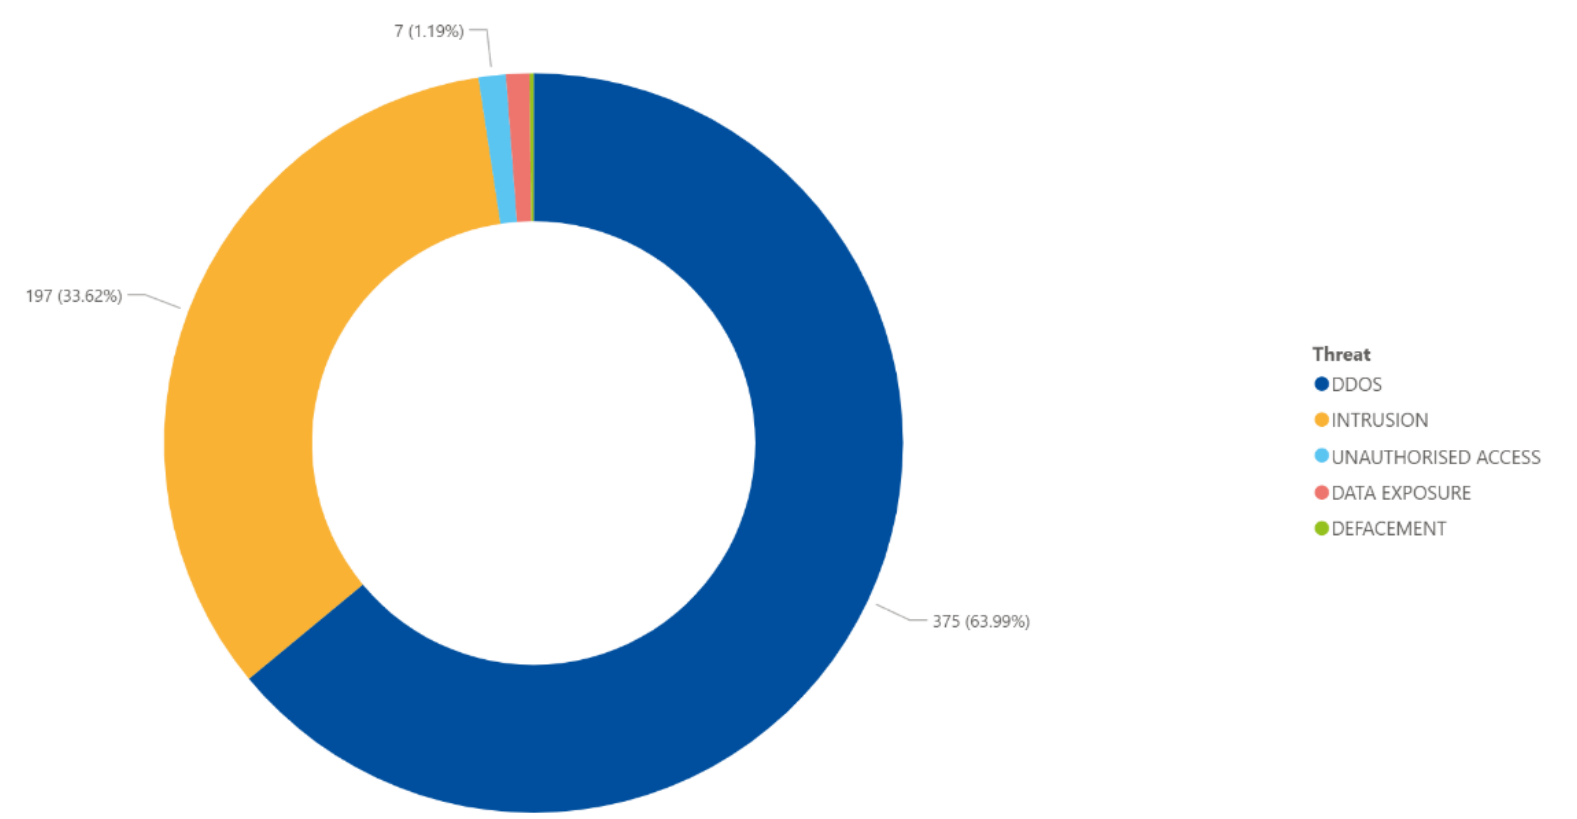 7 (1.19%)
197 (33.62%)
375 (63.99%)
Threat
DDOS
INTRUSION
UNAUTHORISED ACCESS
DATA EXPOSURE
DEFACEMENT